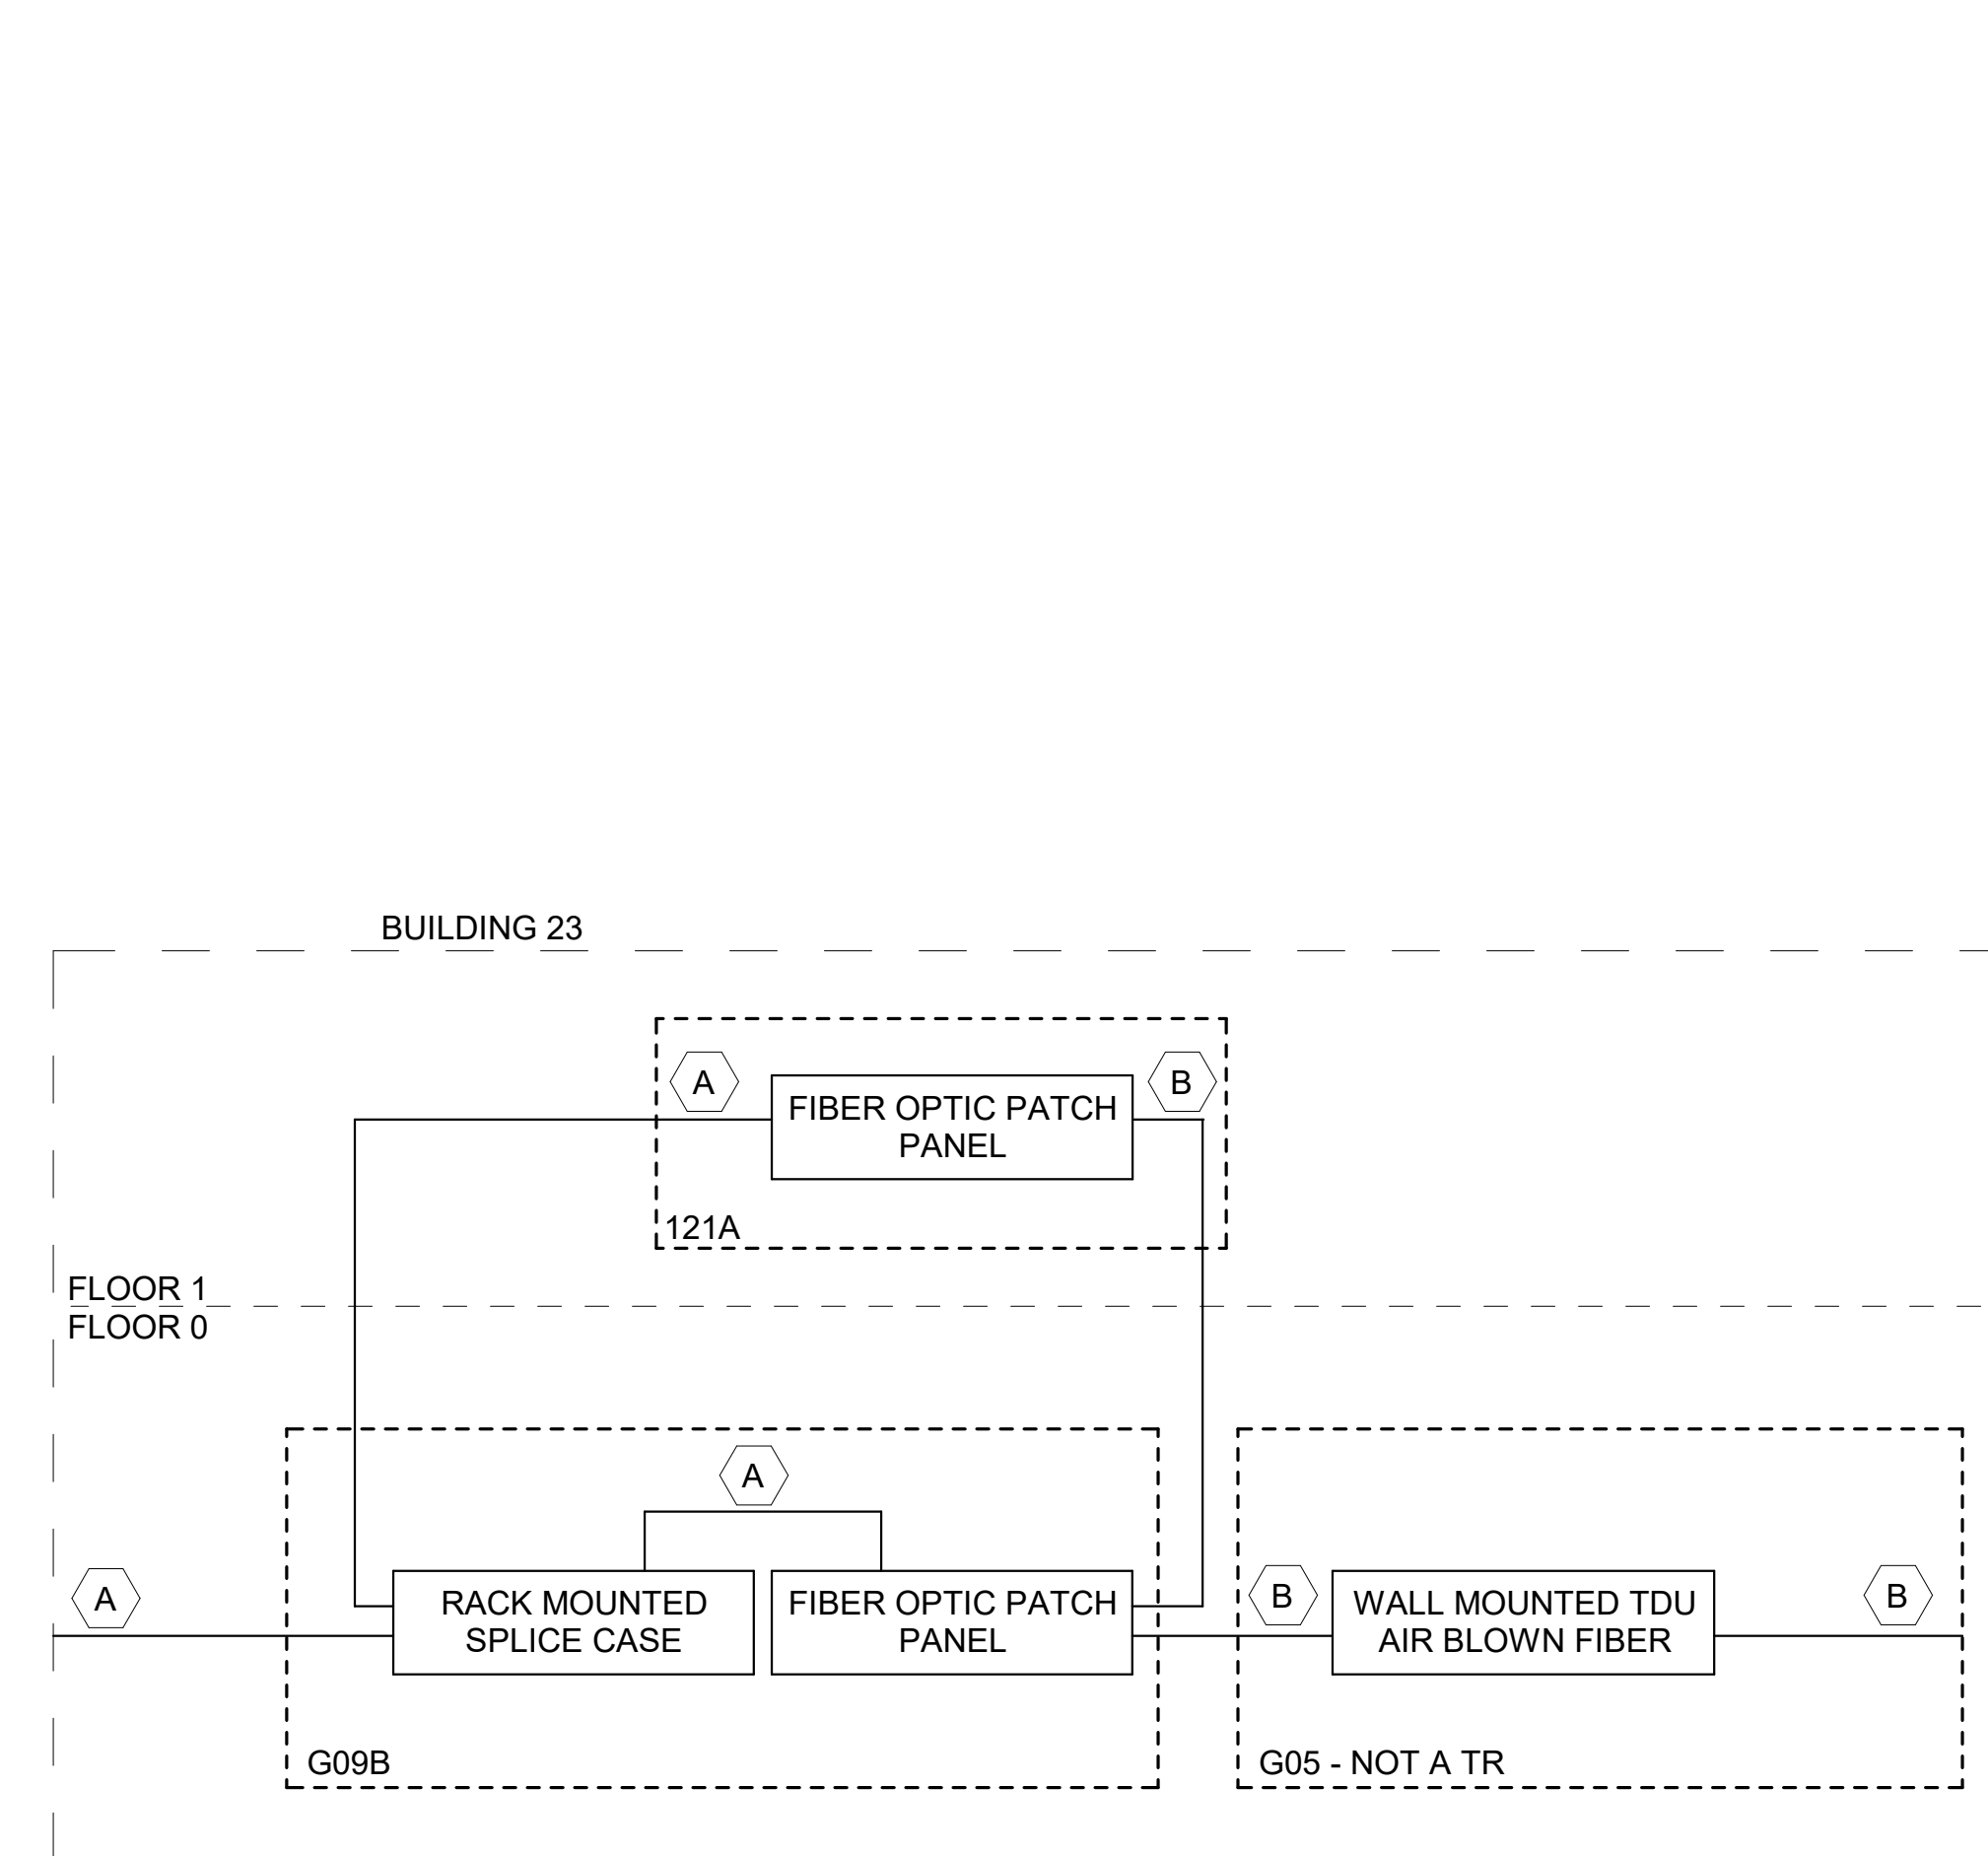 BUILDING 23
A
B
FIBER OPTIC PATCH
PANEL
121A
FLOOR 1
FLOOR 0
A
A
RACK MOUNTED
SPLICE CASE
FIBER OPTIC PATCH
PANEL
B
WALL MOUNTED TDU
AIR BLOWN FIBER
B
G09B
G05 - NOT A TR